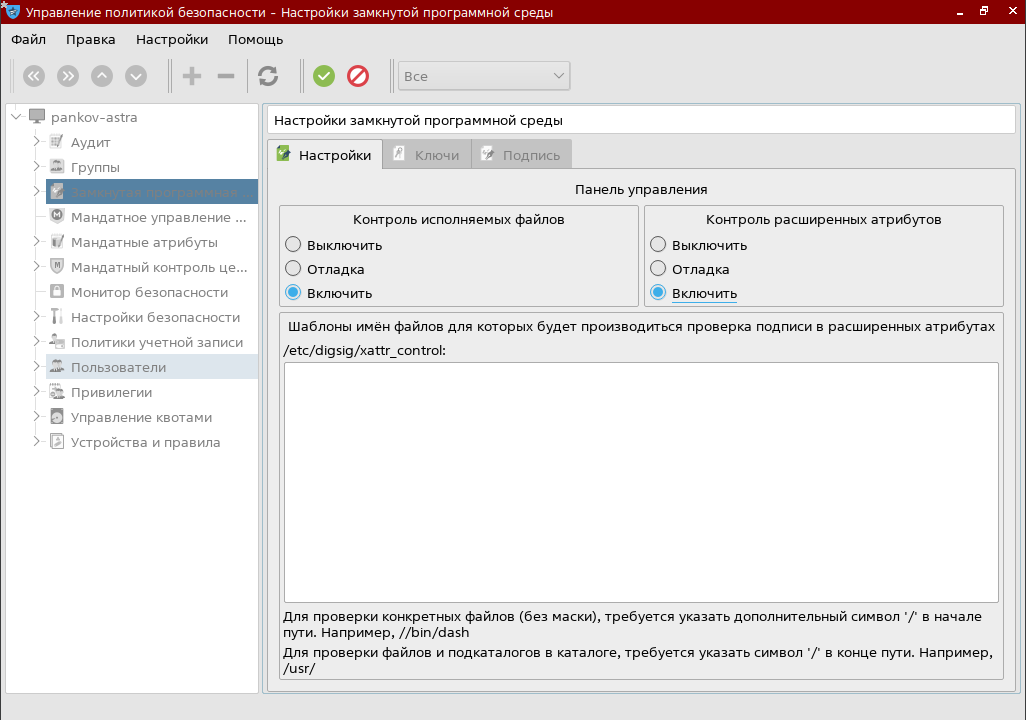 Управление политикой безопасности – Настройки замкнутой программной среды
Файл Правка Настройки Помощь
Все
pankov-astra
Аудит
Группы
Замкнутая программная
Мандатное управление ...
Мандатные атрибуты
Мандатный контроль це...
Монитор безопасности
Настройки безопасности
Политики учетной записи
Пользователи
Привилегии
Управление квотами
Устройства и правила
Настройки замкнутой программной среды
Настройки Ключи Подпись
Панель управления
Контроль исполняемых файлов
Выключить
Отладка
Включить
Контроль расширенных атрибутов
Выключить
Отладка
Включить
Шаблоны имён файлов для которых будет производиться проверка подписи в расширенных атрибутах
/etc/digsig/xattr_control:
Для проверки конкретных файлов (без маски), требуется указать дополнительный символ '/' в начале
пути. Например, //bin/dash
Для проверки файлов и подкаталогов в каталоге, требуется указать символ '/' в конце пути. Например,
/usr/